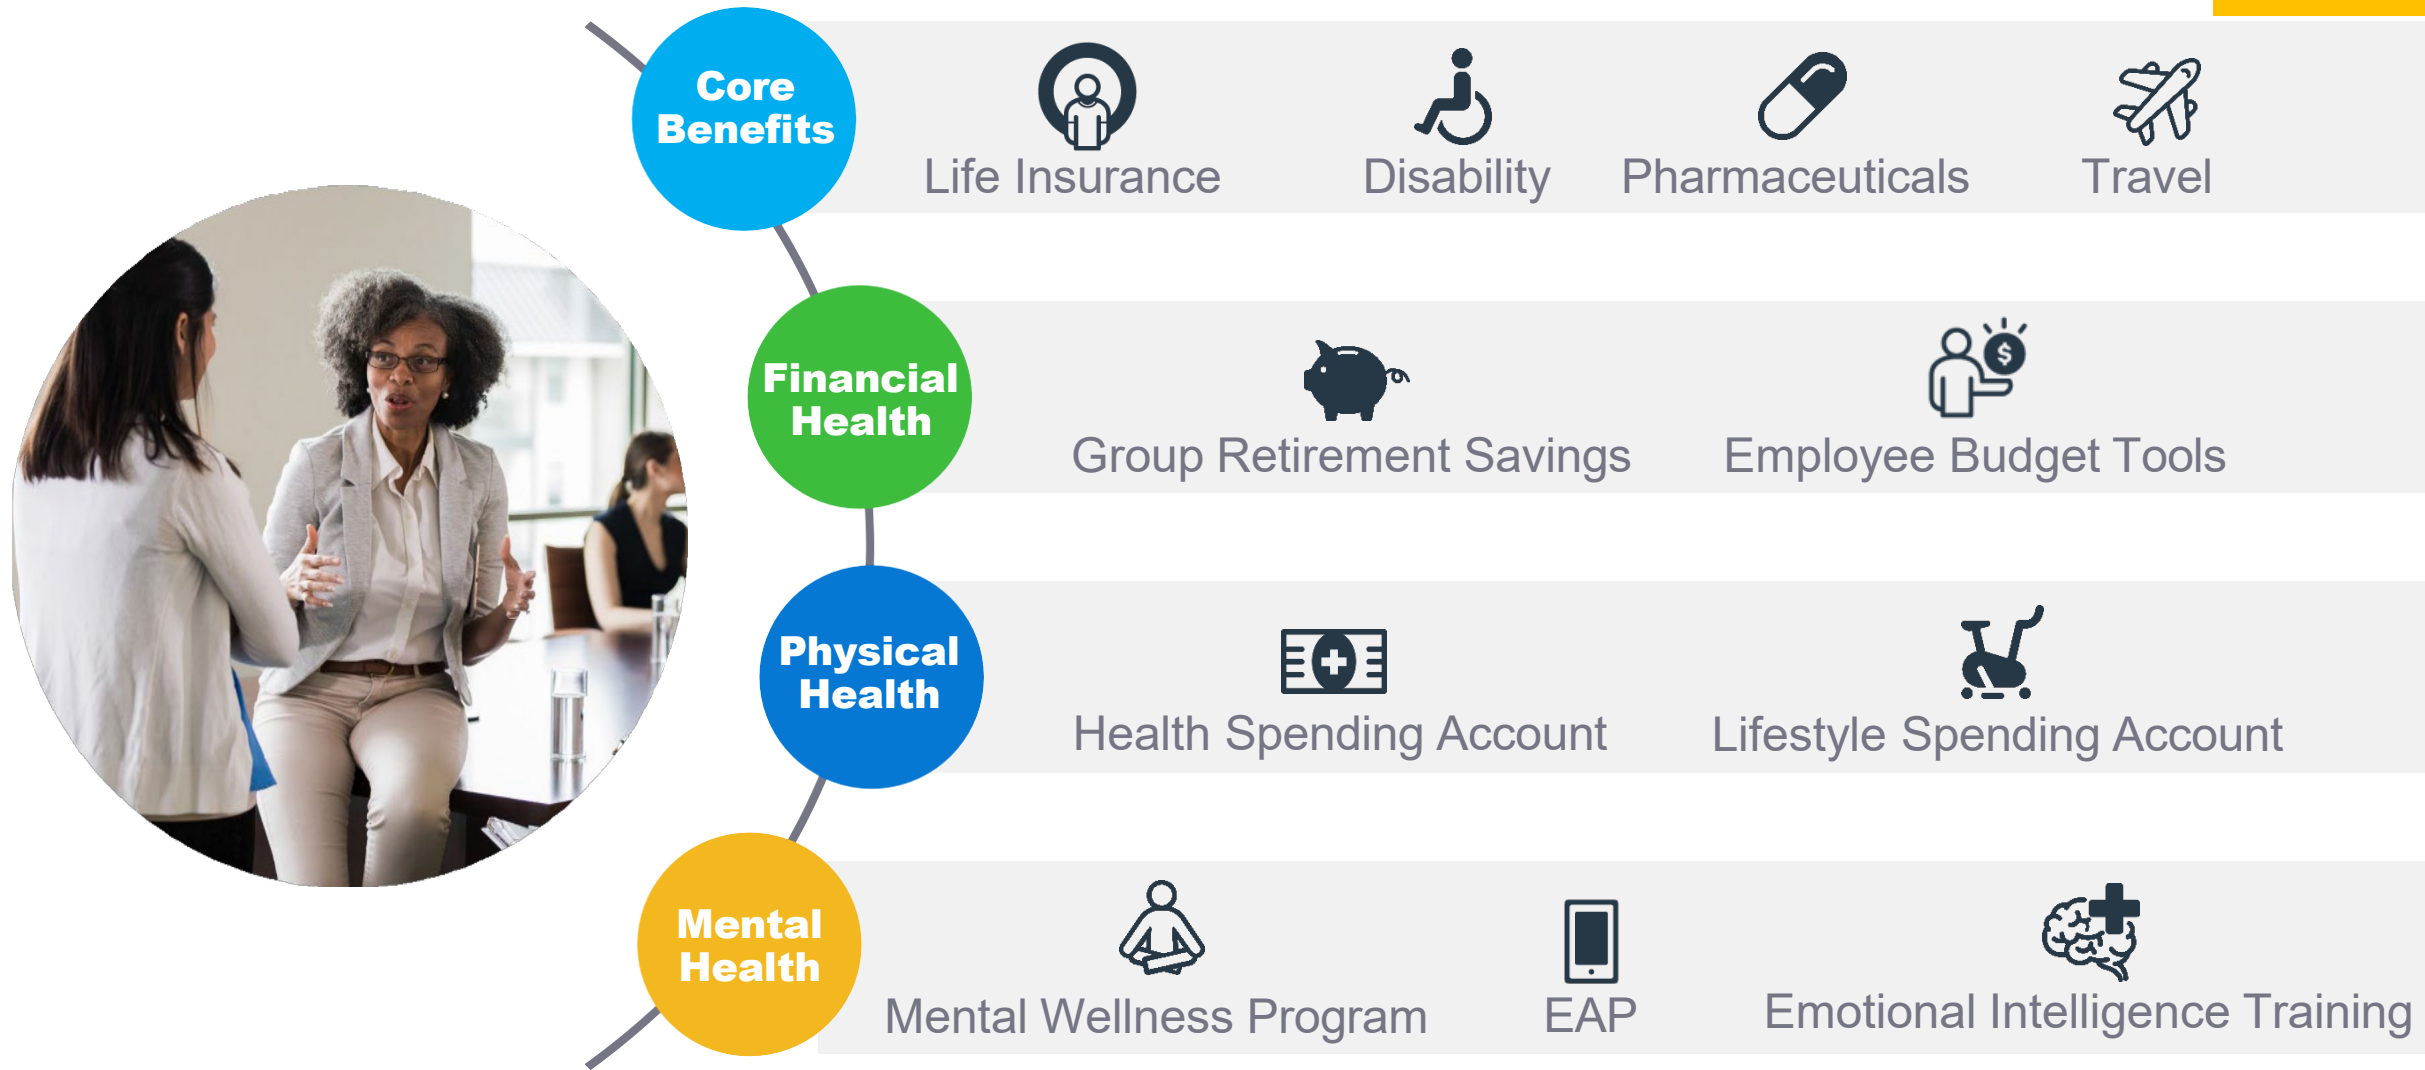 Core
Benefits
Life Insurance
Disability
Pharmaceuticals
Travel
Financial
Health
Group Retirement Savings
Employee Budget Tools
Physical
Health
Health Spending Account
Lifestyle Spending Account
Mental
Health
Mental Wellness Program
EAP
Emotional Intelligence Training